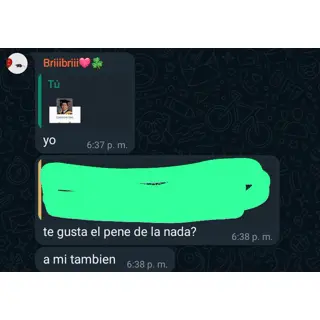 Briiibriii💖☘️
Tú
yo
6:37 p. m.
te gusta el pene de la nada?
6:38 p. m.
a mi tambien
6:38 p. m.